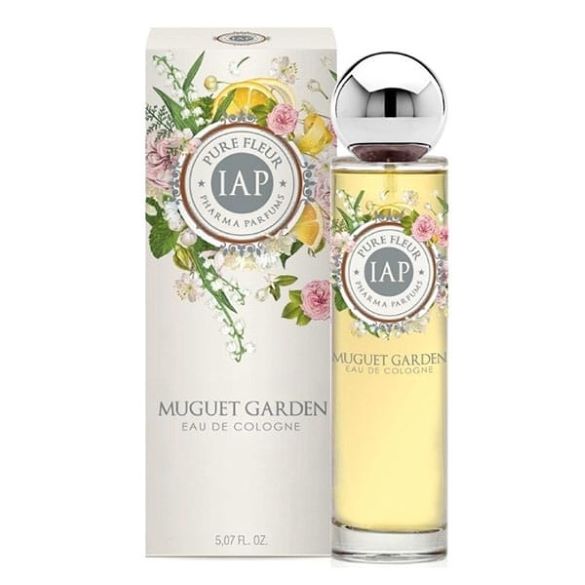 PURE FLEUR
IAP
PHARMA PARFUMS
MUGUET GARDEN
EAU DE COLOGNE
5,07 FL. OZ.
PURE FLEUR
IAP
PHARMA PARFUMS
MUGUET GARDEN
EAU DE COLOGNE